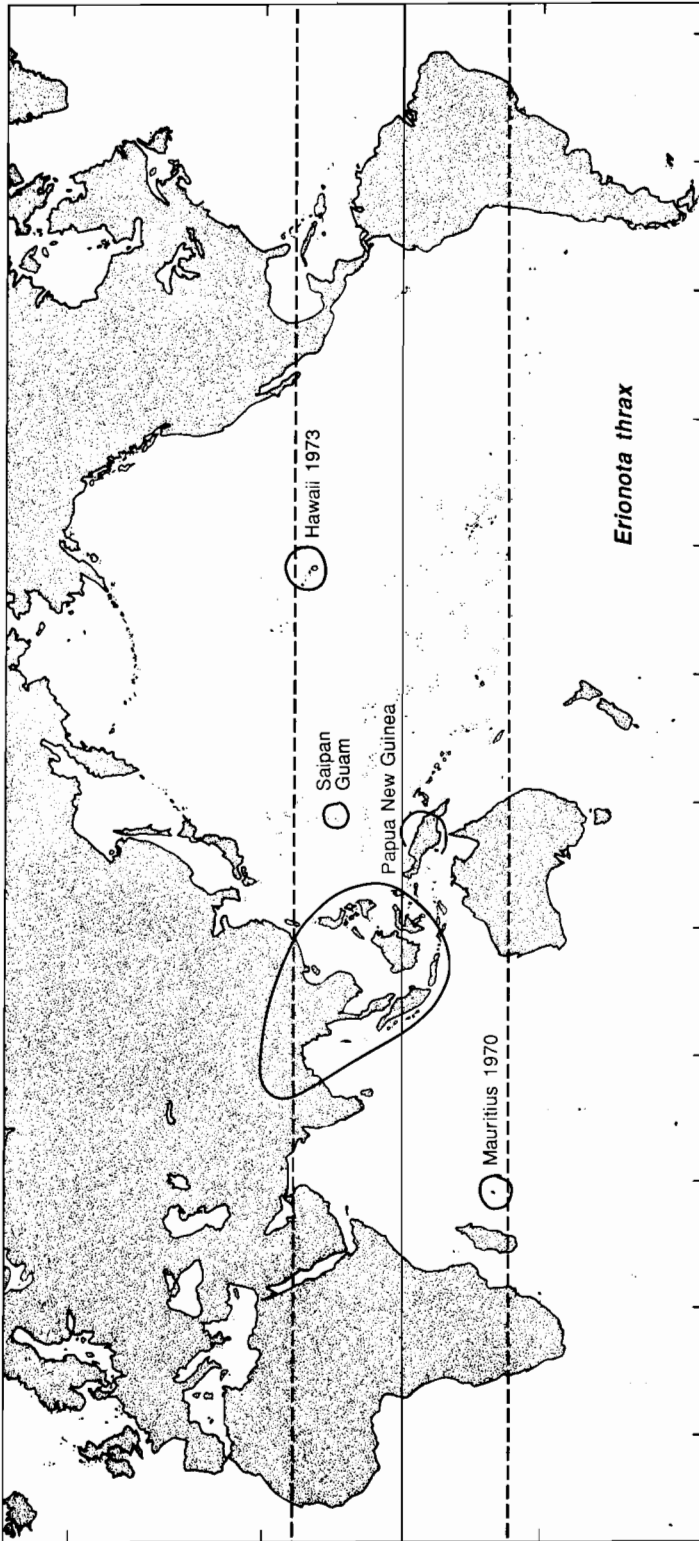 Hawaii 1973
Saipan
Guam
Papua New Guinea
Mauritius 1970
Erionota thrax